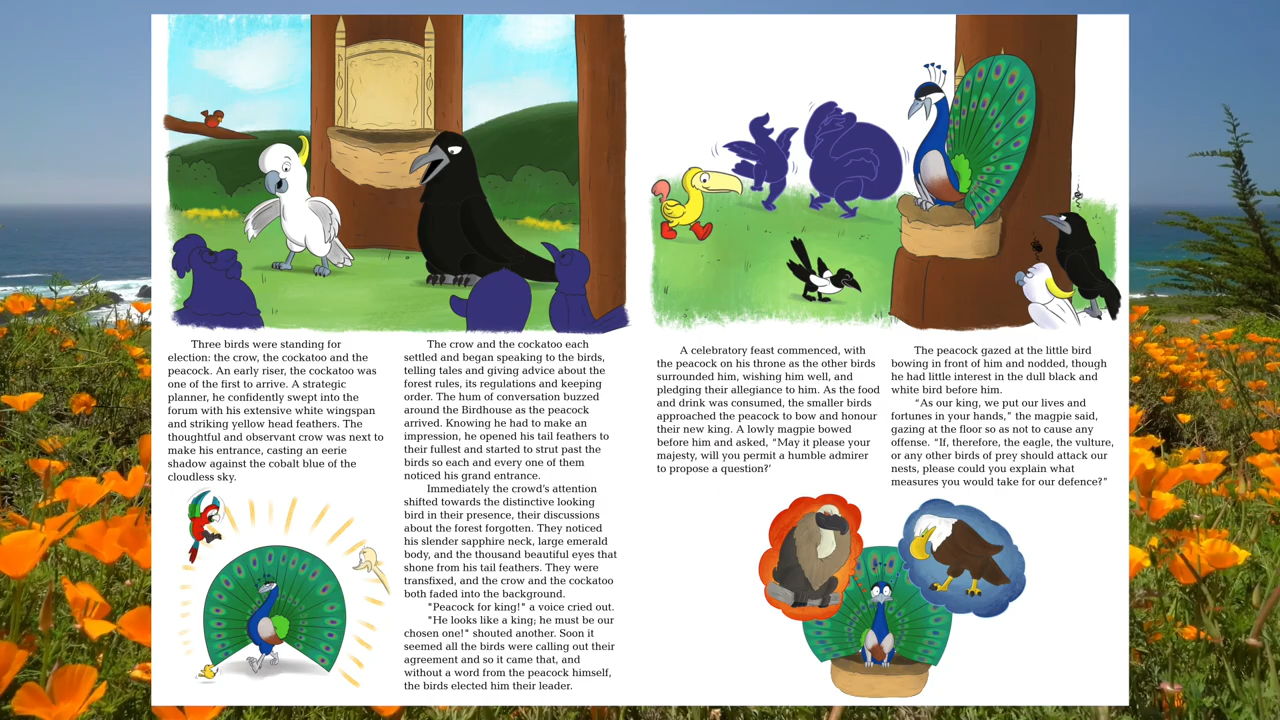 Three birds were standing for
election: the crow, the cockatoo and the
peacock. An early riser, the cockatoo was
one of the first to arrive. A strategic
planner, he confidently swept into the
forum with his extensive white wingspan
and striking yellow head feathers. The
thoughtful and observant crow was next to
make his entrance, casting an eerie
shadow against the cobalt blue of the
cloudless sky.
The crow and the cockatoo each
settled and began speaking to the birds,
telling tales and giving advice about the
forest rules, its regulations and keeping
order. The hum of conversation buzzed
around the Birdhouse as the peacock
arrived. Knowing he had to make an
impression, he opened his tail feathers to
their fullest and started to strut past the
birds so each and every one of them
noticed his grand entrance.
Immediately the crowd's attention
shifted towards the distinctive looking
bird in their presence, their discussions
about the forest forgotten. They noticed
his slender sapphire neck, large emerald
body, and the thousand beautiful eyes that
shone from his tail feathers. They were
transfixed, and the crow and the cockatoo
both faded into the background.
"Peacock for king!" a voice cried out.
"He looks like a king; he must be our
chosen one!" shouted another. Soon it
seemed all the birds were calling out their
agreement and so it came that, and
without a word from the peacock himself,
the birds elected him their leader.
A celebratory feast commenced, with
the peacock on his throne as the other birds
surrounded him, wishing him well, and
pledging their allegiance to him. As the food
and drink was consumed, the smaller birds
approached the peacock to bow and honour
their new king. A lowly magpie bowed
before him and asked, "May it please your
majesty, will you permit a humble admirer
to propose a question?'
The peacock gazed at the little bird
bowing in front of him and nodded, though
he had little interest in the dull black and
white bird before him.
"As our king, we put our lives and
fortunes in your hands," the magpie said,
gazing at the floor so as not to cause any
offense. "If, therefore, the eagle, the vulture,
or any other birds of prey should attack our
nests, please could you explain what
measures you would take for our defence?"